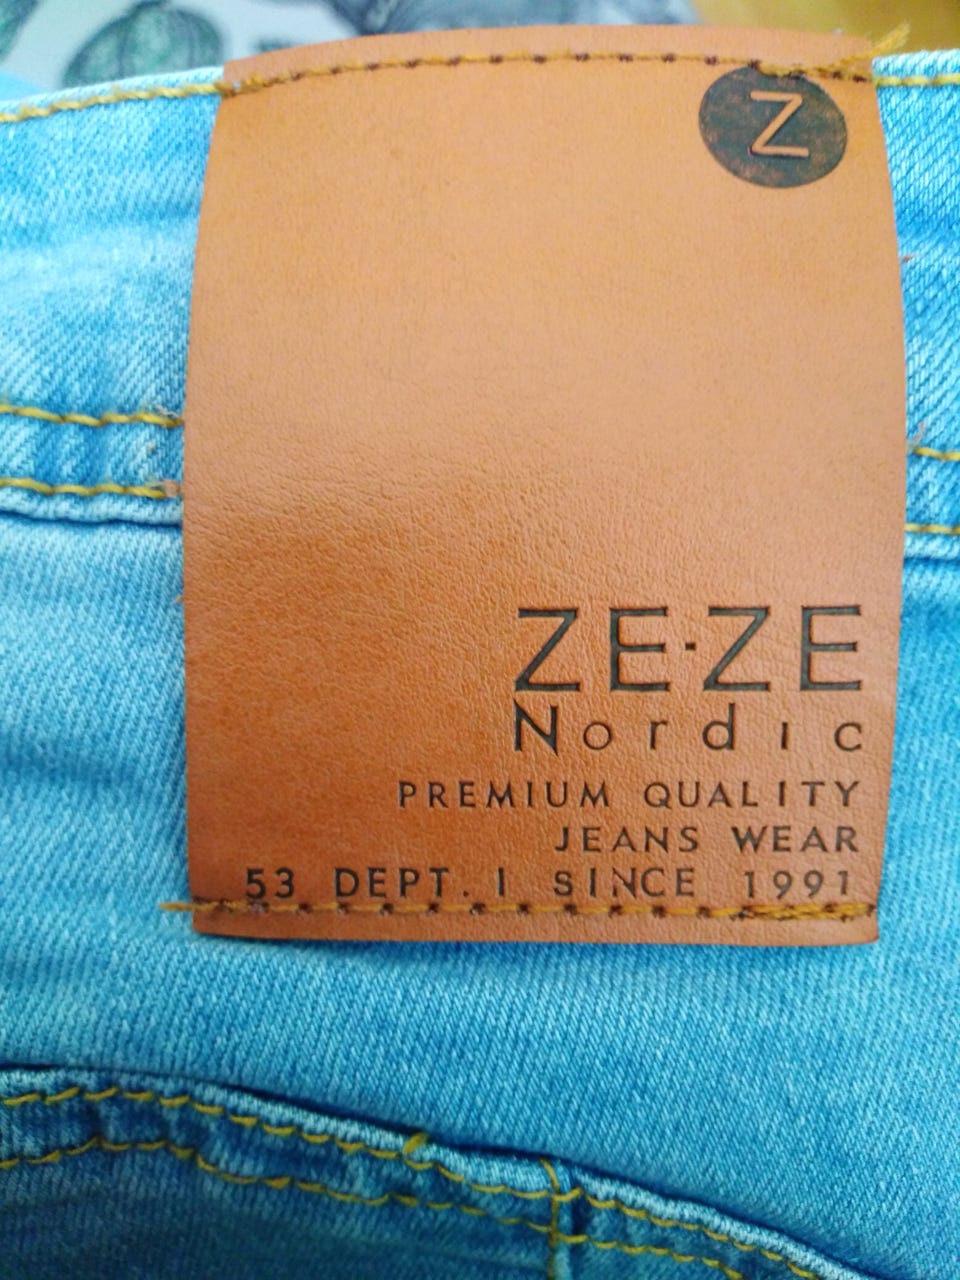 Z
ZE·ZE
Nordic
PREMIUM QUALITY
JEANS WEAR
53 DEPT. I SINCE 1991